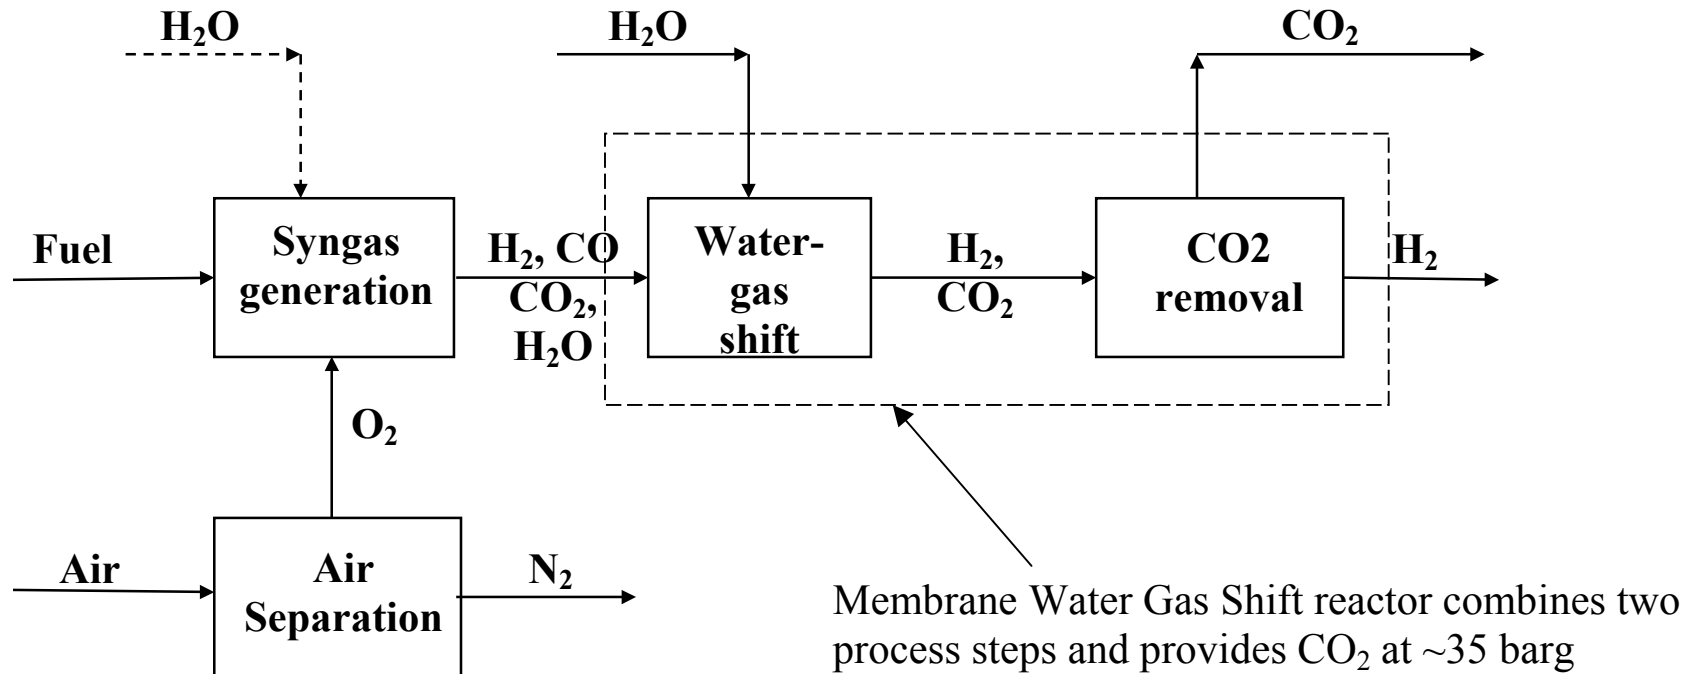 H₂O
H₂O
CO₂
Fuel
Syngas
generation
H₂, CO
CO₂,
H₂O
Water-
gas
shift
H₂,
CO₂
CO2
removal
H₂
O₂
Air
Air
Separation
N₂
Membrane Water Gas Shift reactor combines two
process steps and provides CO₂ at ~35 barg